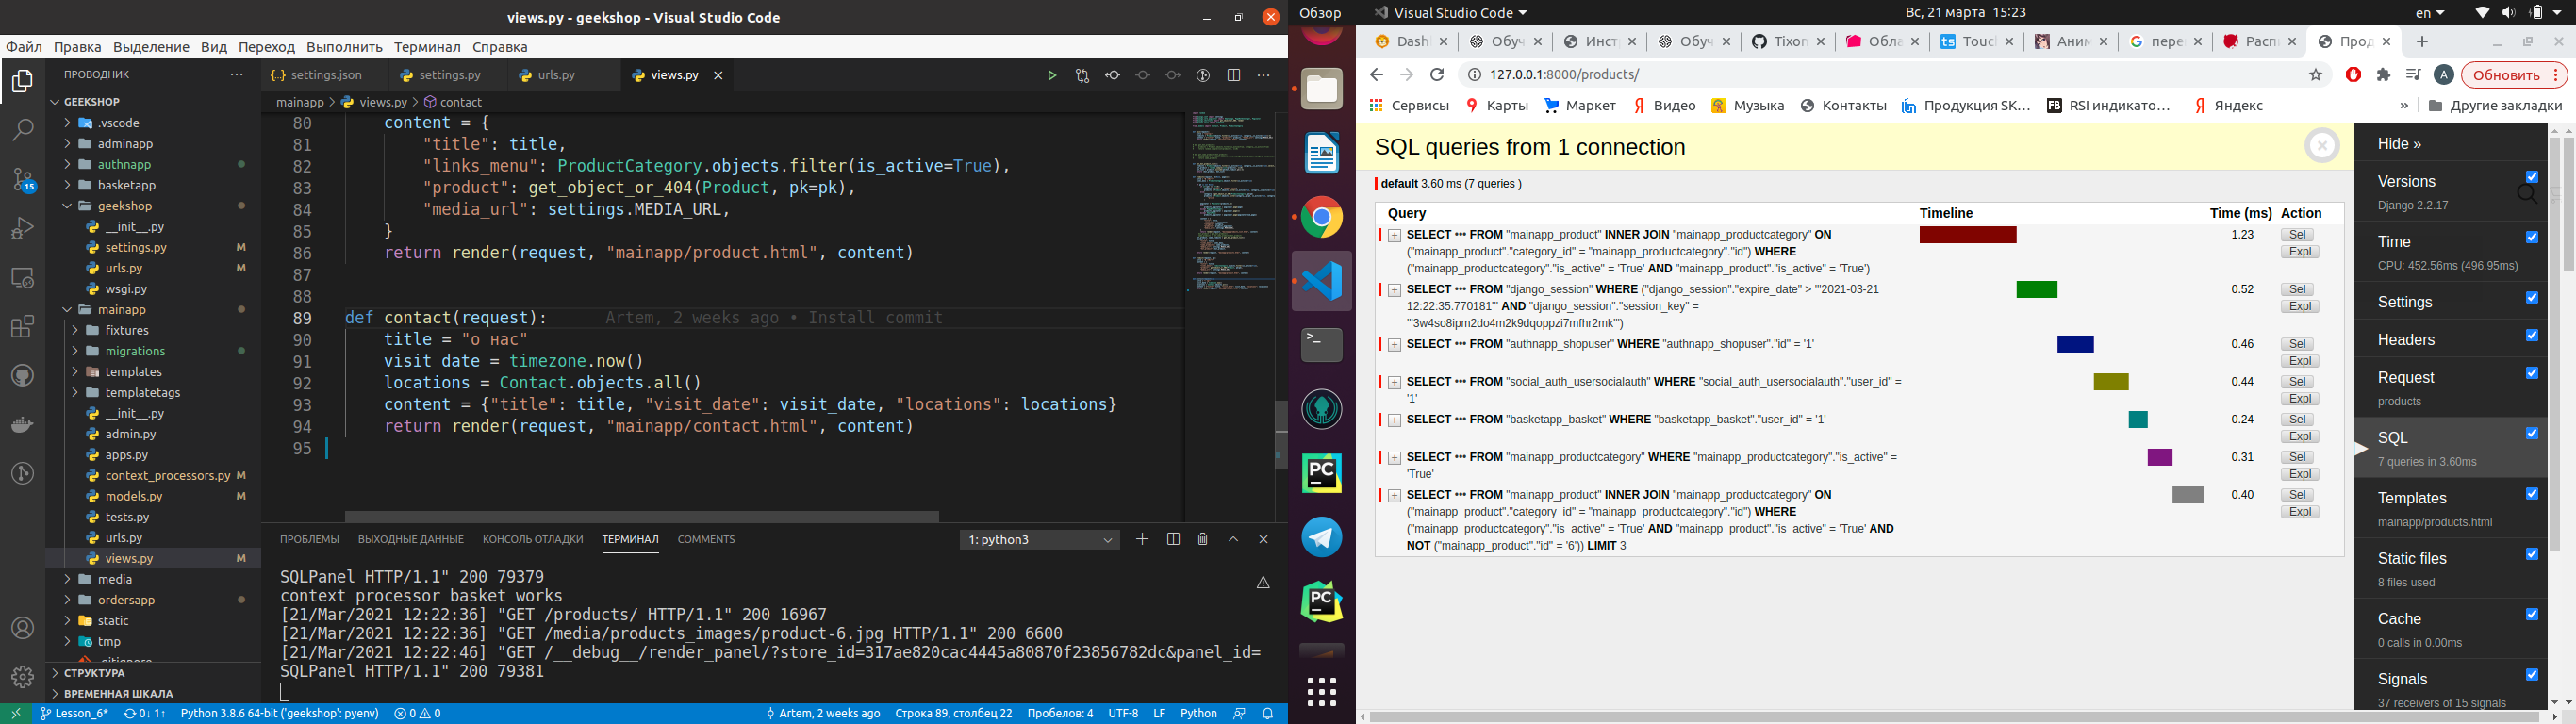 views.py - geekshop - Visual Studio Code
Файл Правка Выделение Вид Переход Выполнить Терминал Справка
ПРОВОДНИК
GEEKSHOP
.vscode
adminapp
authnapp
basketapp
geekshop
__init__.py
settings.py M
urls.py M
wsgi.py
mainapp
fixtures
migrations
templates
templatetags
__init__.py
admin.py
apps.py
context_processors.py M
models.py M
tests.py
urls.py
views.py M
media
ordersapp
static
tmp
.gitignore
СТРУКТУРА
ВРЕМЕННАЯ ШКАЛА
15
settings.json settings.py urls.py views.py
mainapp > views.py > contact
80 content = {
81 "title": title,
82 "links_menu": ProductCategory.objects.filter(is_active=True),
83 "product": get_object_or_404(Product, pk=pk),
84 "media_url": settings.MEDIA_URL,
85 }
86 return render(request, "mainapp/product.html", content)
87
88
89 def contact(request): Artem, 2 weeks ago • Install commit
90 title = "о нас"
91 visit_date = timezone.now()
92 locations = Contact.objects.all()
93 content = {"title": title, "visit_date": visit_date, "locations": locations}
94 return render(request, "mainapp/contact.html", content)
95
ПРОБЛЕМЫ ВЫХОДНЫЕ ДАННЫЕ КОНСОЛЬ ОТЛАДКИ ТЕРМИНАЛ COMMENTS 1: python3
SQLPanel HTTP/1.1" 200 79379
context processor basket works
[21/Mar/2021 12:22:36] "GET /products/ HTTP/1.1" 200 16967
[21/Mar/2021 12:22:36] "GET /media/products_images/product-6.jpg HTTP/1.1" 200 6600
[21/Mar/2021 12:22:46] "GET /__debug__/render_panel/?store_id=317ae820cac4445a80870f23856782dc&panel_id=
SQLPanel HTTP/1.1" 200 79381
Lesson_6* 0↓ 1↑ Python 3.8.6 64-bit ('geekshop': pyenv) 0 0 Artem, 2 weeks ago Строка 89, столбец 22 Пробелов: 4 UTF-8 LF Python
Обзор Visual Studio Code Вс, 21 марта 15:23 en
Dash Обуч Инст Обуч Tixon Обла Touc Аним пере Расп Прод
127.0.0.1:8000/products/ A Обновить
Сервисы Карты Маркет Видео Музыка Контакты Продукция SK... RSI индикато... Яндекс » Другие закладки
SQL queries from 1 connection
default 3.60 ms (7 queries )
Query Timeline Time (ms) Action
SELECT ••• FROM "mainapp_product" INNER JOIN "mainapp_productcategory" ON 1.23 Sel
("mainapp_product"."category_id" = "mainapp_productcategory"."id") WHERE Expl
("mainapp_productcategory"."is_active" = 'True' AND "mainapp_product"."is_active" = 'True')
SELECT ••• FROM "django_session" WHERE ("django_session"."expire_date" > '"2021-03-21 0.52 Sel
12:22:35.770181"' AND "django_session"."session_key" = Expl
'"3w4so8ipm2do4m2k9dqoppzi7mfhr2mk"')
SELECT ••• FROM "authnapp_shopuser" WHERE "authnapp_shopuser"."id" = '1' 0.46 Sel
Expl
SELECT ••• FROM "social_auth_usersocialauth" WHERE "social_auth_usersocialauth"."user_id" = 0.44 Sel
'1' Expl
SELECT ••• FROM "basketapp_basket" WHERE "basketapp_basket"."user_id" = '1' 0.24 Sel
Expl
SELECT ••• FROM "mainapp_productcategory" WHERE "mainapp_productcategory"."is_active" = 0.31 Sel
'True' Expl
SELECT ••• FROM "mainapp_product" INNER JOIN "mainapp_productcategory" ON 0.40 Sel
("mainapp_product"."category_id" = "mainapp_productcategory"."id") WHERE Expl
("mainapp_productcategory"."is_active" = 'True' AND "mainapp_product"."is_active" = 'True' AND
NOT ("mainapp_product"."id" = '6')) LIMIT 3
Hide »
Versions
Django 2.2.17
Time
CPU: 452.56ms (496.95ms)
Settings
Headers
Request
products
SQL
7 queries in 3.60ms
Templates
mainapp/products.html
Static files
8 files used
Cache
0 calls in 0.00ms
Signals
37 receivers of 15 signals